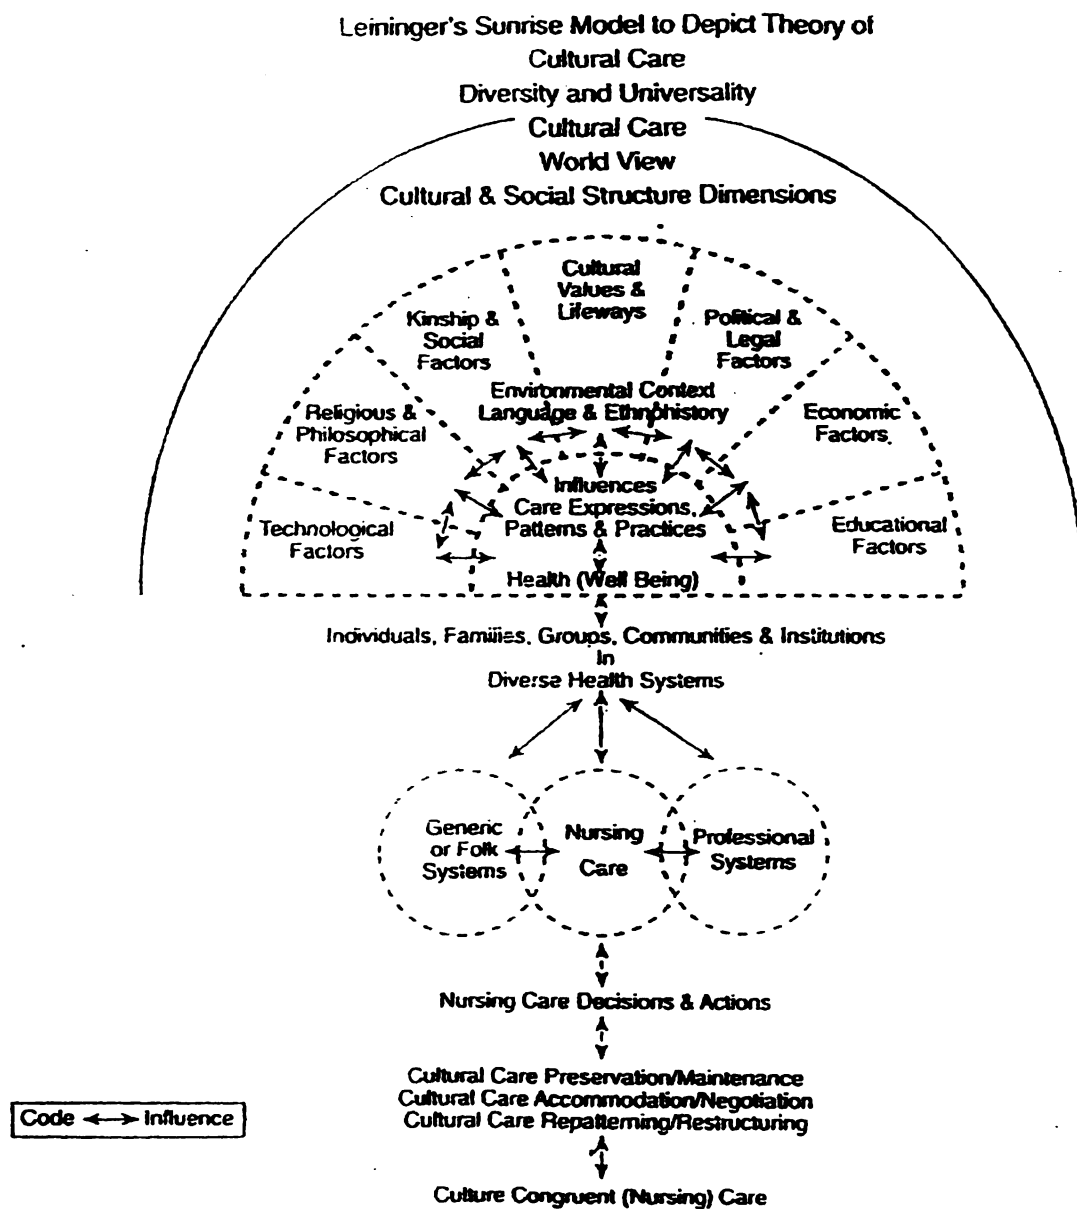 Leininger's Sunrise Model to Depict Theory of
Cultural Care
Diversity and Universality
Cultural Care
World View
Cultural & Social Structure Dimensions
Cultural
Values &
Lifeways
Kinship &
Social
Factors
Political &
Legal
Factors
Religious &
Philosophical
Factors
Environmental Context
Language & Ethnohistory
Economic
Factors
Technological
Factors
Influences
Care Expressions,
Patterns & Practices
Educational
Factors
Health (Well Being)
Individuals, Families, Groups, Communities & Institutions
In
Diverse Health Systems
Generic
or Folk
Systems
Nursing
Care
Professional
Systems
Nursing Care Decisions & Actions
Cultural Care Preservation/Maintenance
Cultural Care Accommodation/Negotiation
Cultural Care Repatterning/Restructuring
Code ↔ Influence
Culture Congruent (Nursing) Care